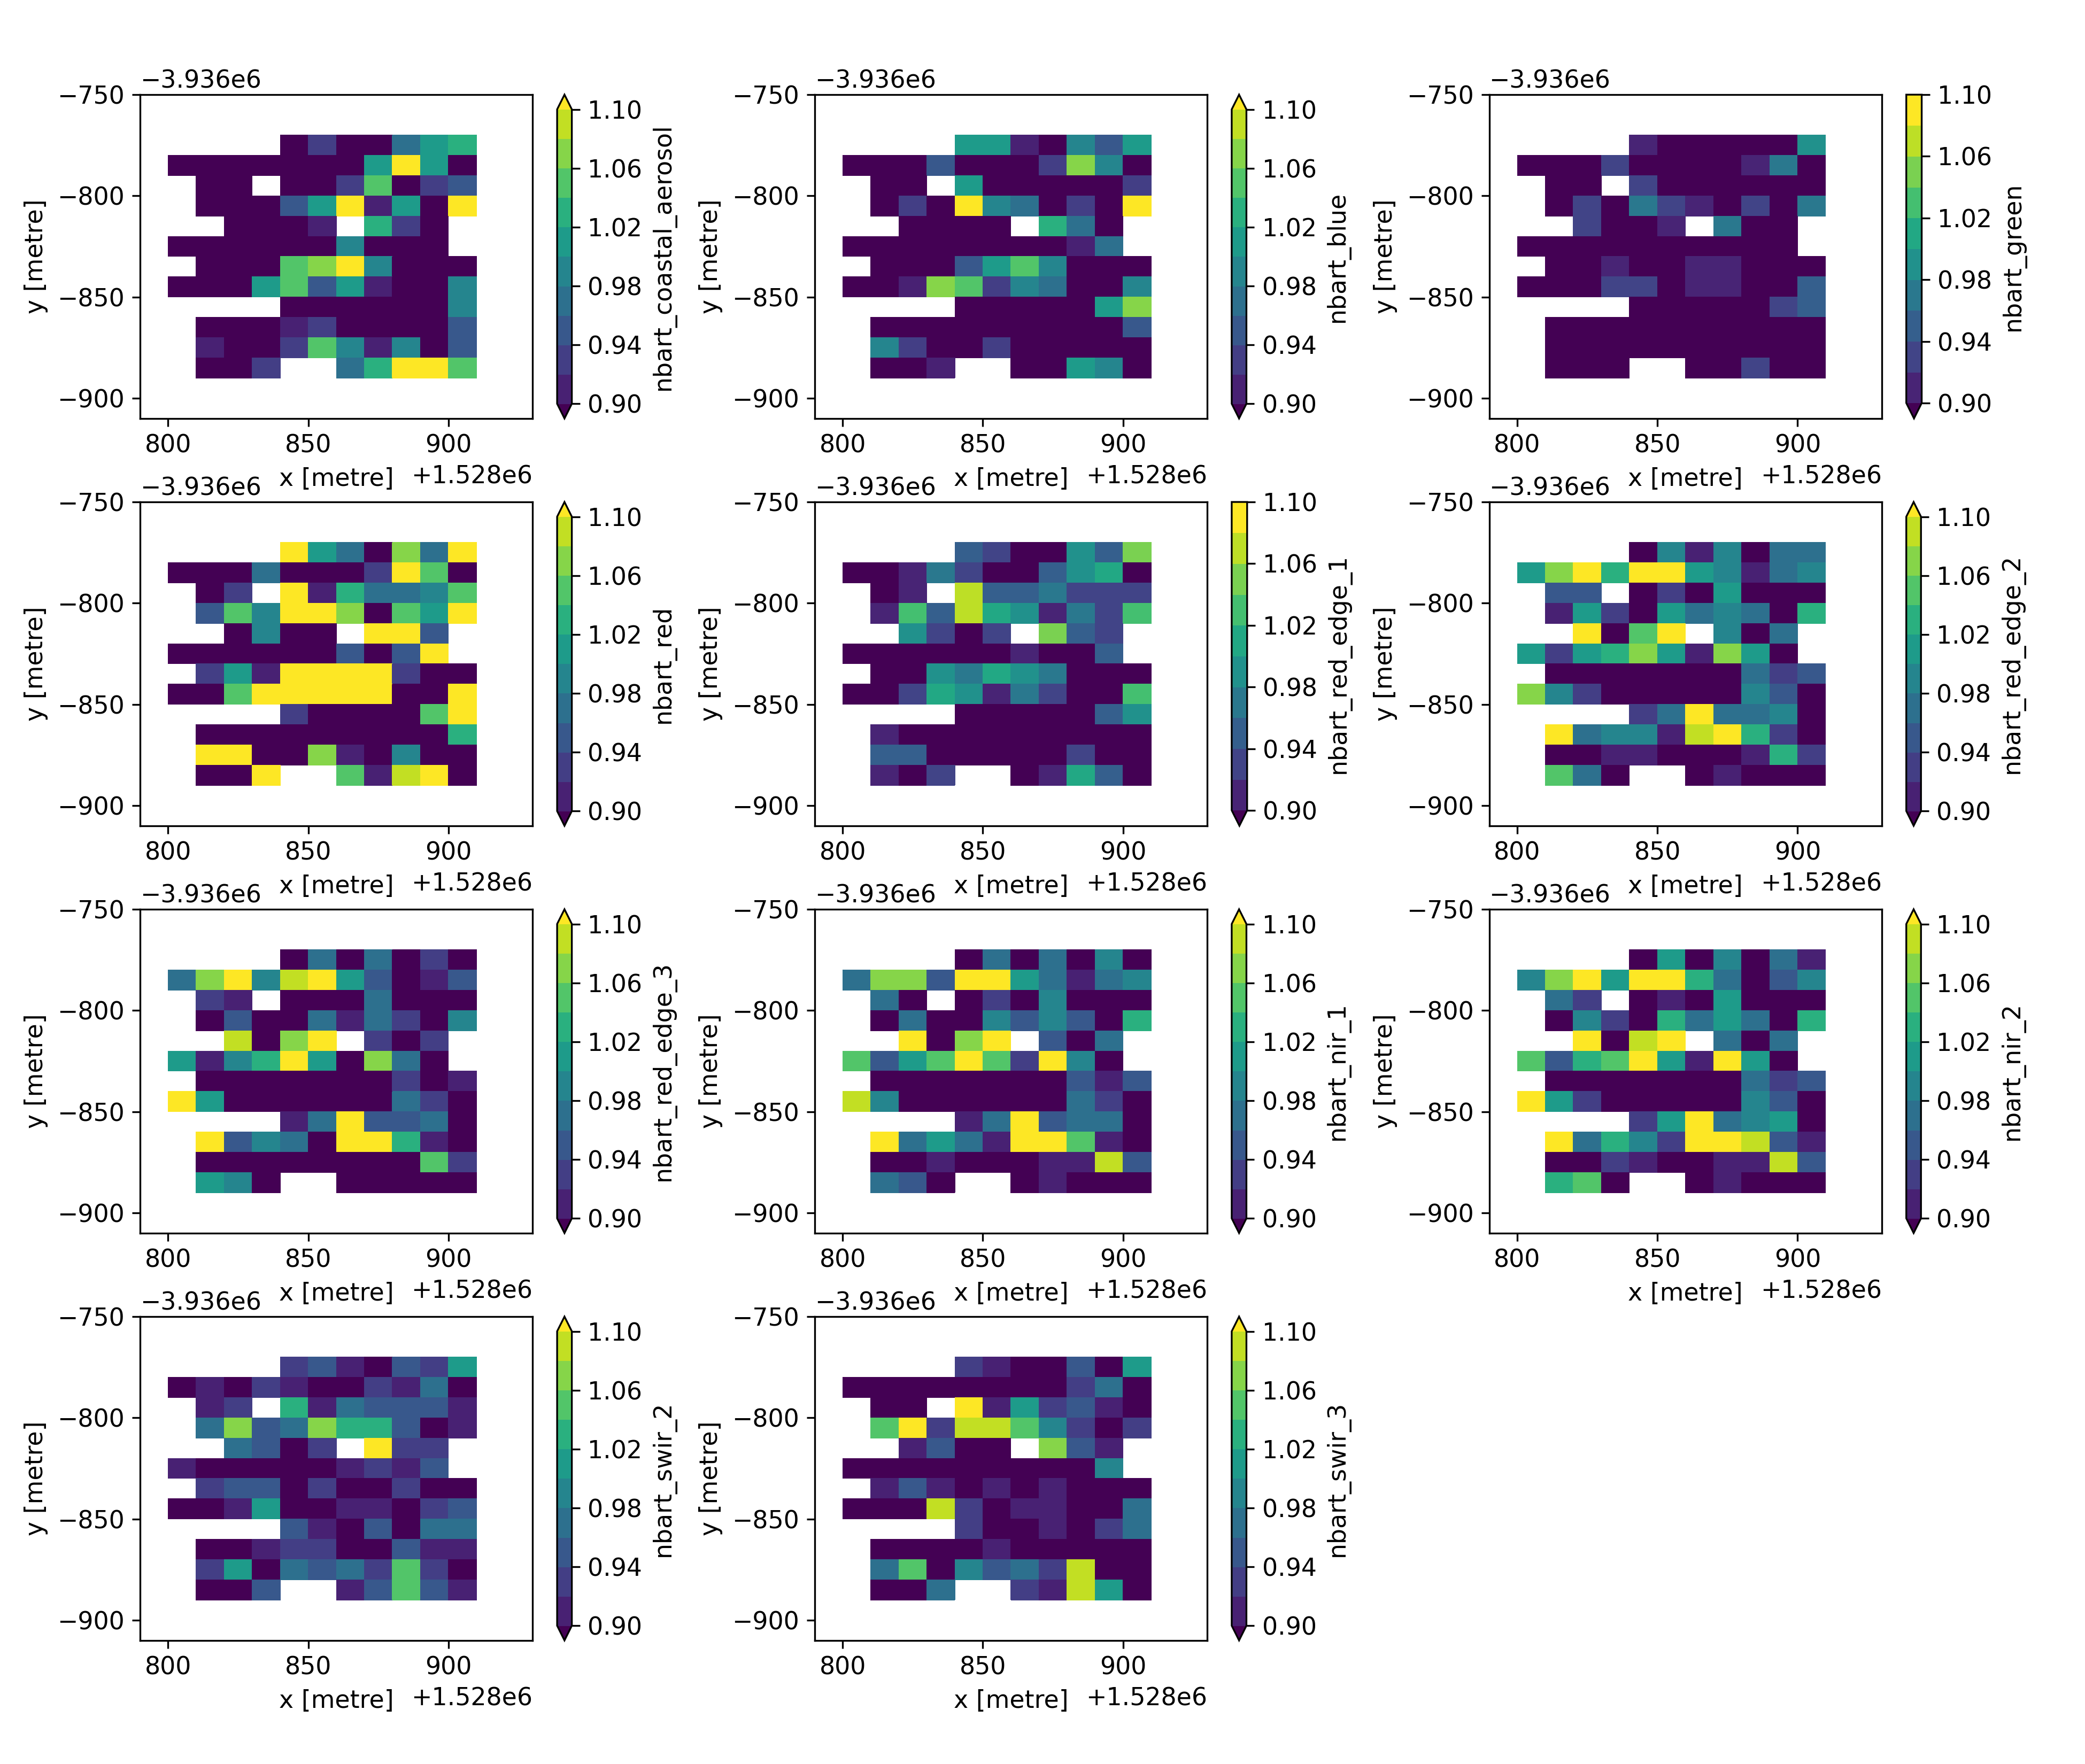 −3.936e6
−750
−800
−850
−900
y [metre]
800 850 900
x [metre] +1.528e6
1.10
1.06
1.02
0.98
0.94
0.90
nbart_coastal_aerosol
−3.936e6
−750
−800
−850
−900
y [metre]
800 850 900
x [metre] +1.528e6
1.10
1.06
1.02
0.98
0.94
0.90
nbart_blue
−3.936e6
−750
−800
−850
−900
y [metre]
800 850 900
x [metre] +1.528e6
1.10
1.06
1.02
0.98
0.94
0.90
nbart_green
−3.936e6
−750
−800
−850
−900
y [metre]
800 850 900
x [metre] +1.528e6
1.10
1.06
1.02
0.98
0.94
0.90
nbart_red
−3.936e6
−750
−800
−850
−900
y [metre]
800 850 900
x [metre] +1.528e6
1.10
1.06
1.02
0.98
0.94
0.90
nbart_red_edge_1
−3.936e6
−750
−800
−850
−900
y [metre]
800 850 900
x [metre] +1.528e6
1.10
1.06
1.02
0.98
0.94
0.90
nbart_red_edge_2
−3.936e6
−750
−800
−850
−900
y [metre]
800 850 900
x [metre] +1.528e6
1.10
1.06
1.02
0.98
0.94
0.90
nbart_red_edge_3
−3.936e6
−750
−800
−850
−900
y [metre]
800 850 900
x [metre] +1.528e6
1.10
1.06
1.02
0.98
0.94
0.90
nbart_nir_1
−3.936e6
−750
−800
−850
−900
y [metre]
800 850 900
x [metre] +1.528e6
1.10
1.06
1.02
0.98
0.94
0.90
nbart_nir_2
−3.936e6
−750
−800
−850
−900
y [metre]
800 850 900
x [metre] +1.528e6
1.10
1.06
1.02
0.98
0.94
0.90
nbart_swir_2
−3.936e6
−750
−800
−850
−900
y [metre]
800 850 900
x [metre] +1.528e6
1.10
1.06
1.02
0.98
0.94
0.90
nbart_swir_3